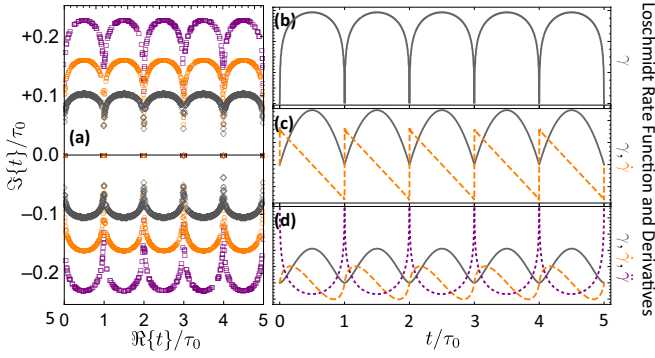 +0.2
+0.1
0.0
−0.1
−0.2
ℑ{t}/τ₀
(a)
5 0 1 2 3 4 5
ℜ{t}/τ₀
(b)
(c)
(d)
0 1 2 3 4 5
t/τ₀
γ
γ, γ̇
γ, γ̇, γ̈
Loschmidt Rate Function and Derivatives